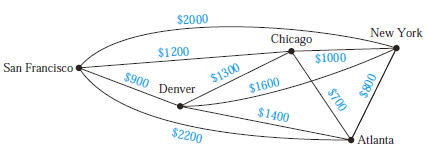 $2000
Chicago
New York
$1200
$1000
San Francisco
$900
$1300
Denver
$1600
$700
$800
$1400
$2200
Atlanta